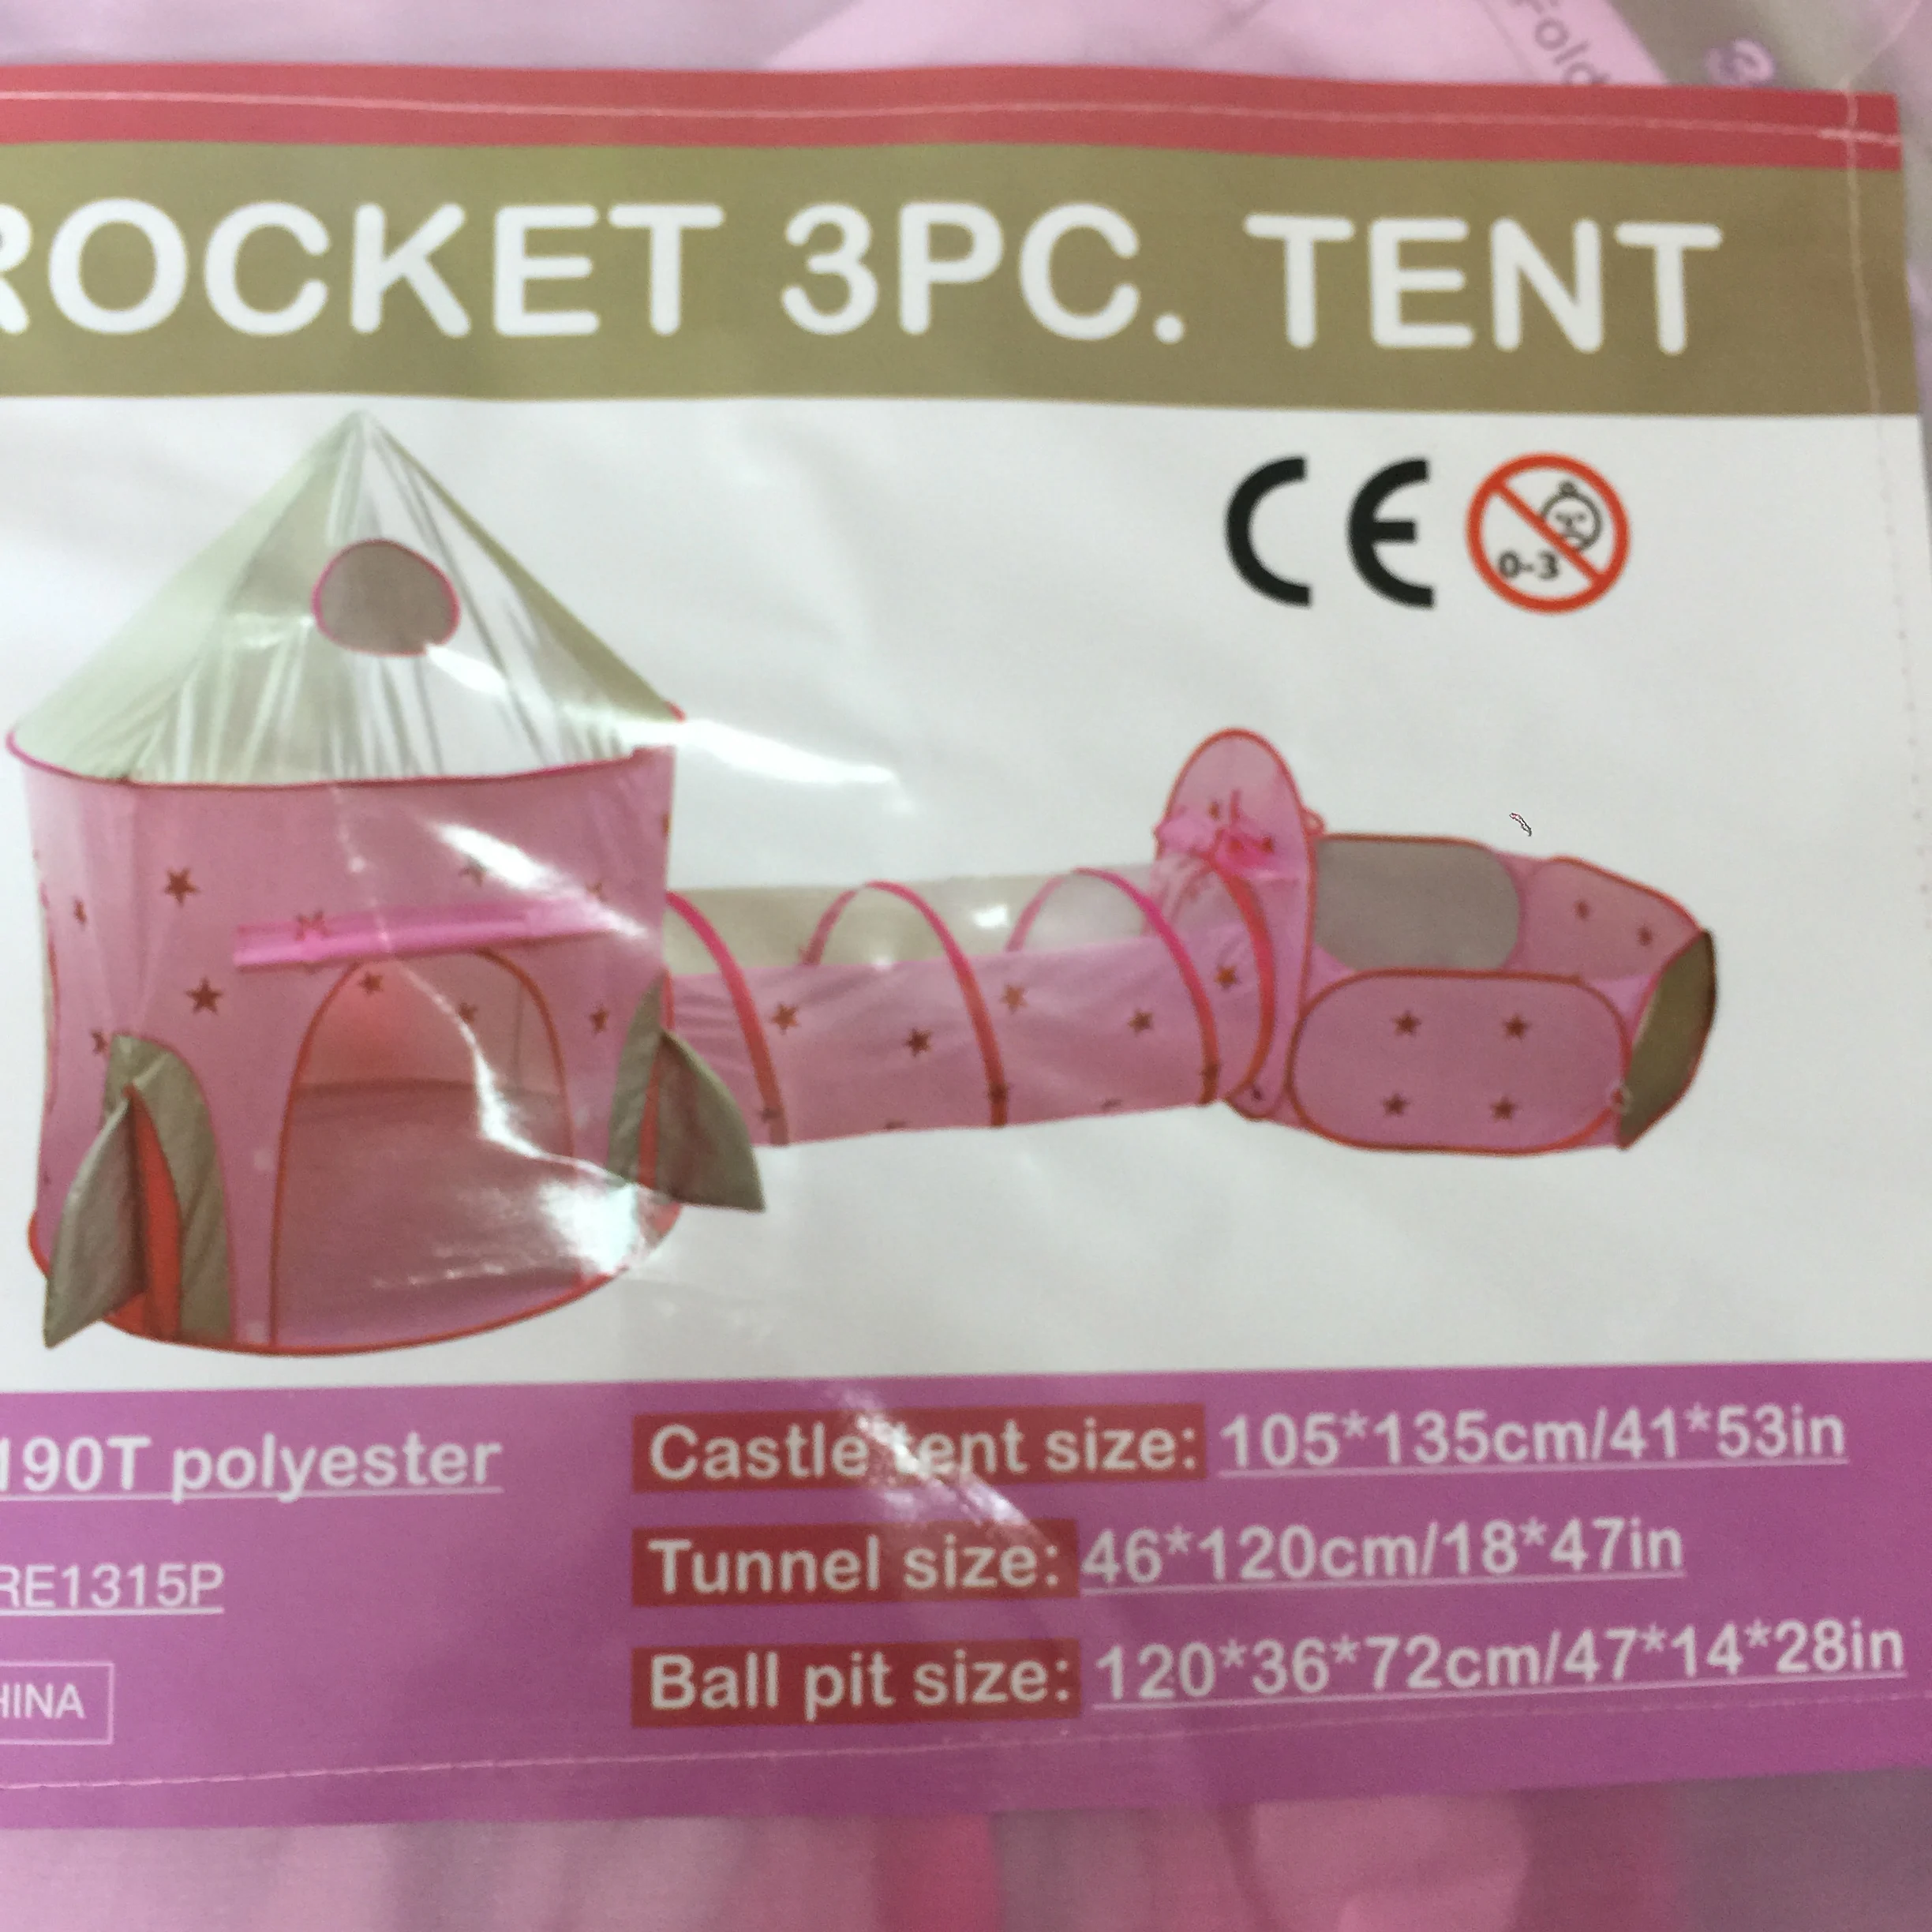 Fold
ROCKET 3PC. TENT
CE
0-3
190T polyester
RE1315P
HINA
Castle tent size: 105*135cm/41*53in
Tunnel size: 46*120cm/18*47in
Ball pit size: 120*36*72cm/47*14*28in